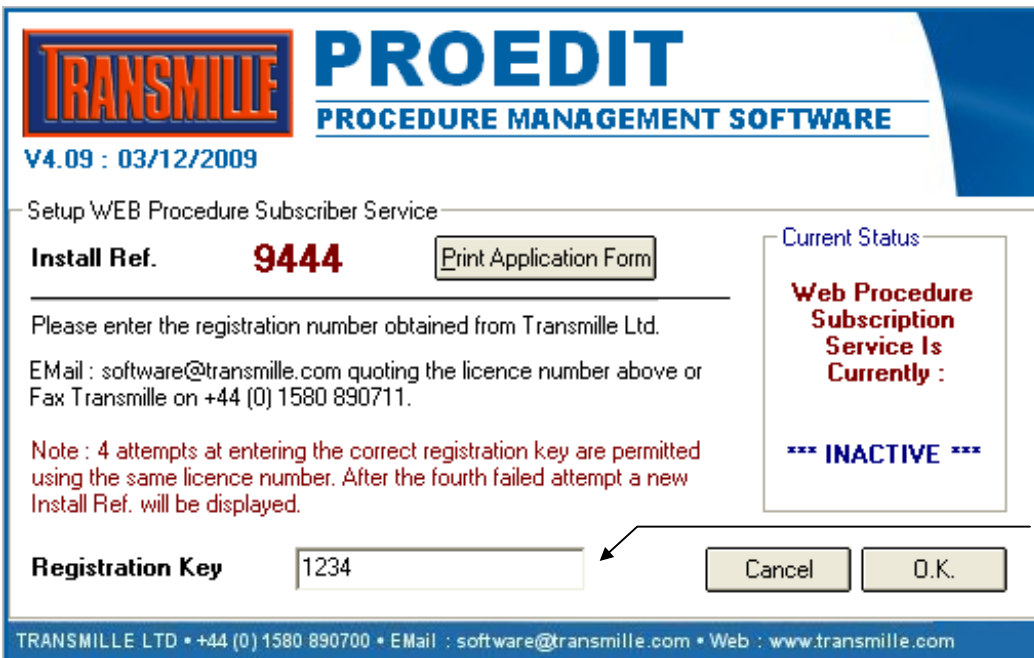 TRANSMILLE
PROEDIT
PROCEDURE MANAGEMENT SOFTWARE
V4.09 : 03/12/2009
Setup WEB Procedure Subscriber Service
Install Ref.
9444
Print Application Form
Please enter the registration number obtained from Transmille Ltd.
EMail : software@transmille.com quoting the licence number above or
Fax Transmille on +44 (0) 1580 890711.
Note : 4 attempts at entering the correct registration key are permitted
using the same licence number. After the fourth failed attempt a new
Install Ref. will be displayed.
Registration Key
1234
Current Status
Web Procedure
Subscription
Service Is
Currently :
*** INACTIVE ***
Cancel
O.K.
TRANSMILLE LTD • +44 (0) 1580 890700 • EMail : software@transmille.com • Web : www.transmille.com